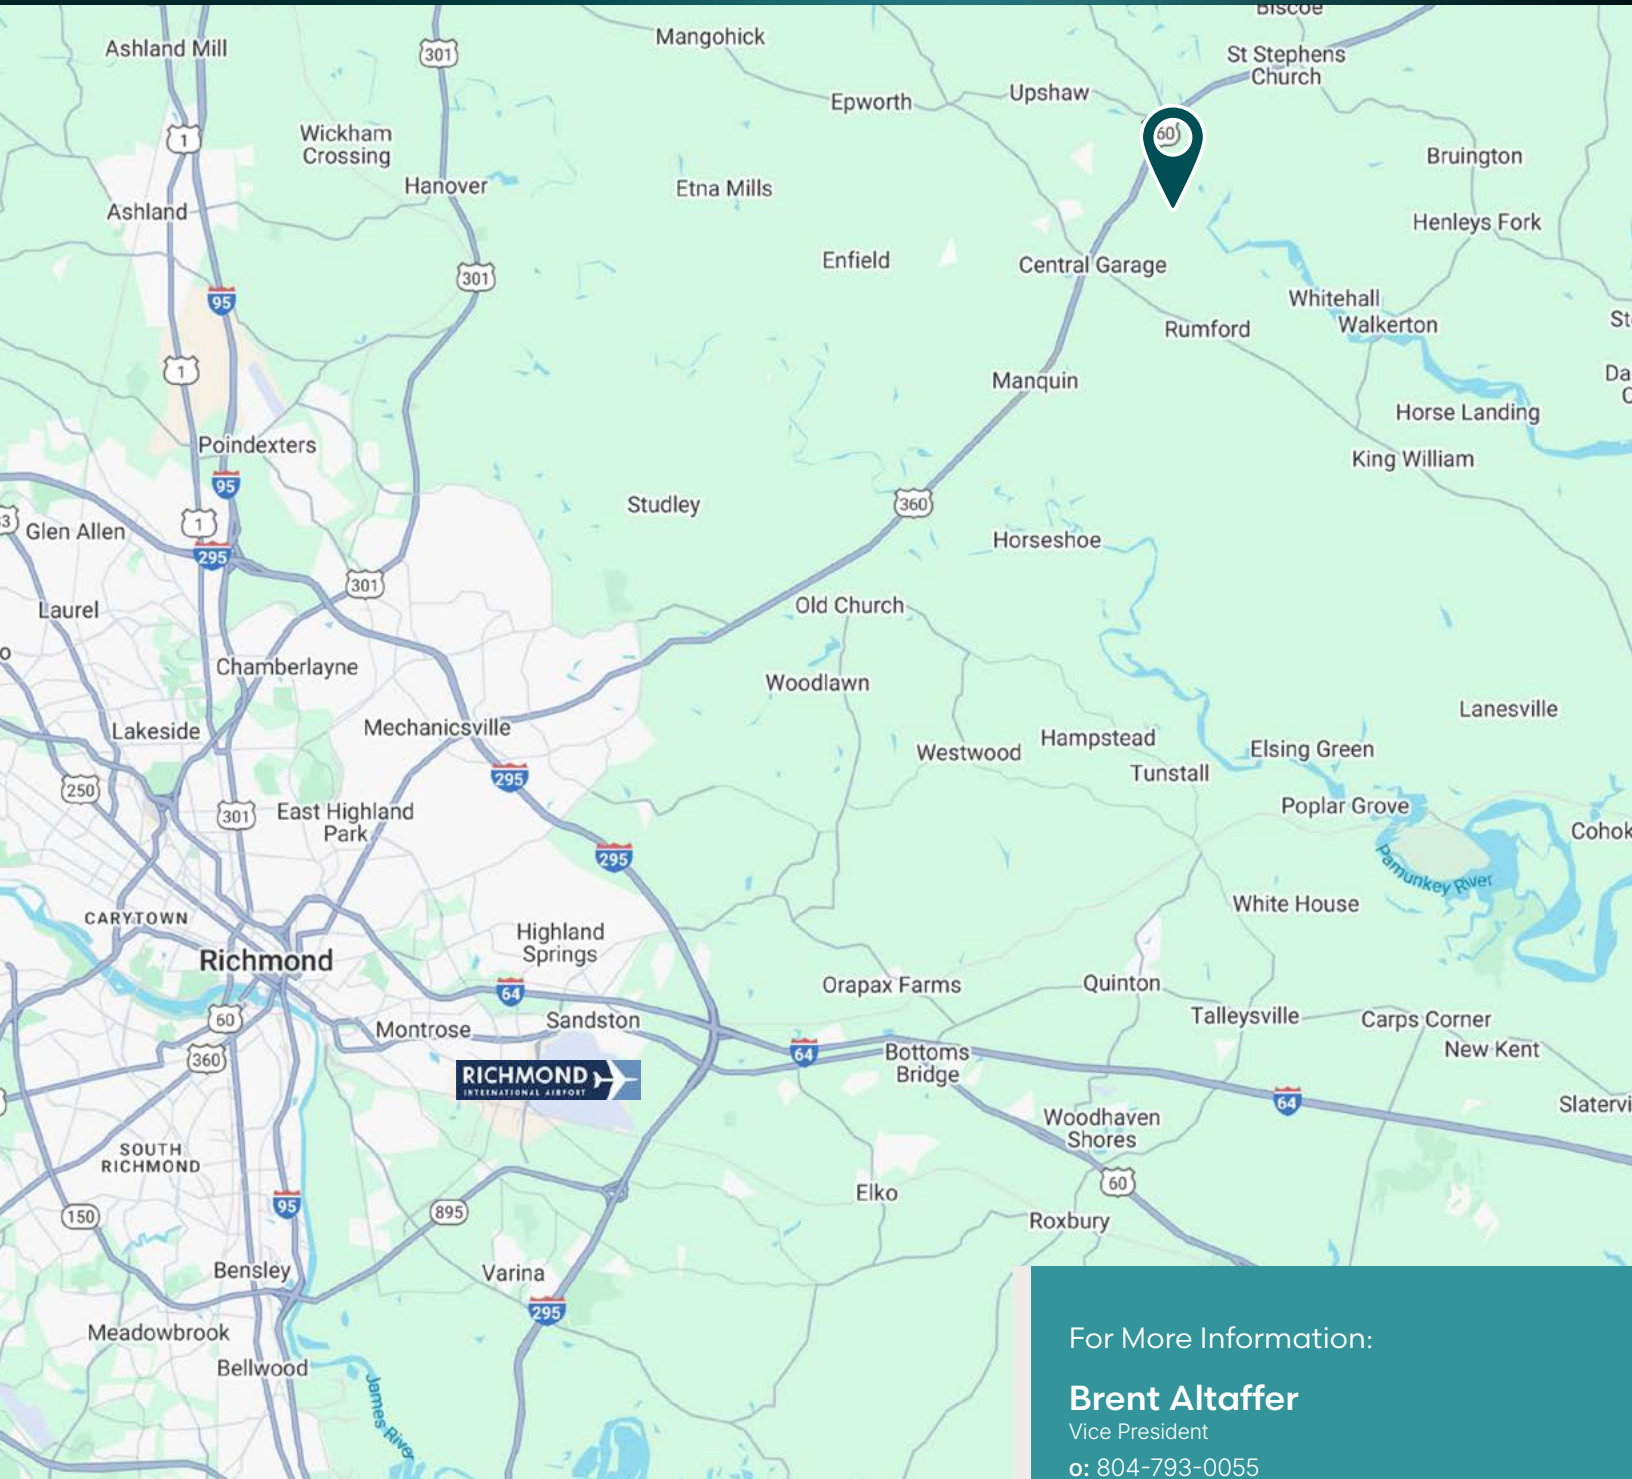 Biscoe
Ashland Mill
301
Mangohick
St Stephens
Church
Epworth
Upshaw
1
Wickham
Crossing
60
Bruington
Hanover
Etna Mills
Ashland
Henleys Fork
Enfield
Central Garage
301
95
Whitehall
Walkerton
Rumford
St
1
Manquin
Da
C
Horse Landing
Poindexters
King William
95
Studley
360
3
Glen Allen
1
Horseshoe
295
301
Laurel
Old Church
o
Chamberlayne
Woodlawn
Lanesville
Lakeside
Mechanicsville
Hampstead
Westwood
Elsing Green
Tunstall
295
250
Poplar Grove
301
East Highland
Park
Cohok
295
Pamunkey River
White House
CARYTOWN
Highland
Springs
Richmond
64
Orapax Farms
Quinton
60
Montrose
Sandston
Talleysville
Carps Corner
New Kent
360
64
Bottoms
Bridge
RICHMOND
INTERNATIONAL AIRPORT
64
Slatervi
Woodhaven
Shores
SOUTH
RICHMOND
60
95
Elko
150
895
Roxbury
Bensley
Varina
295
Meadowbrook
Bellwood
James River
For More Information:
Brent Altaffer
Vice President
o: 804-793-0055